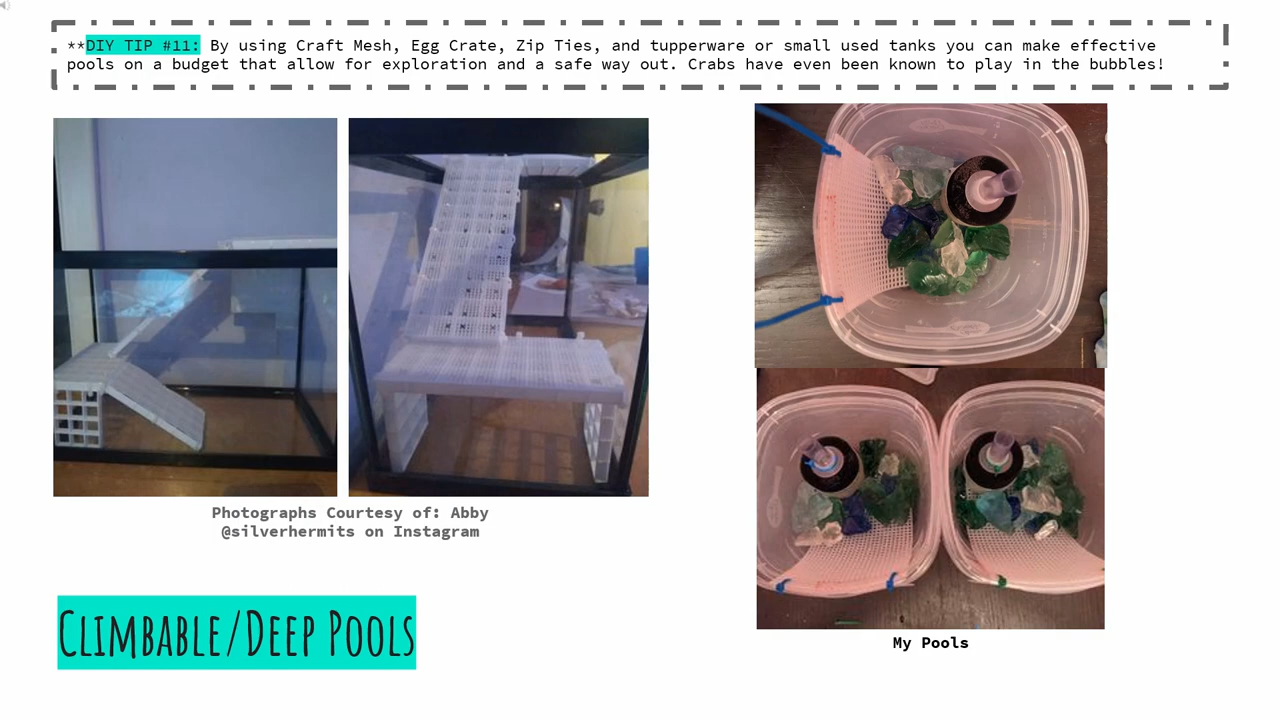 **DIY TIP #11: By using Craft Mesh, Egg Crate, Zip Ties, and tupperware or small used tanks you can make effective
pools on a budget that allow for exploration and a safe way out. Crabs have even been known to play in the bubbles!
Photographs Courtesy of: Abby
@silverhermits on Instagram
Climbable/Deep Pools
My Pools